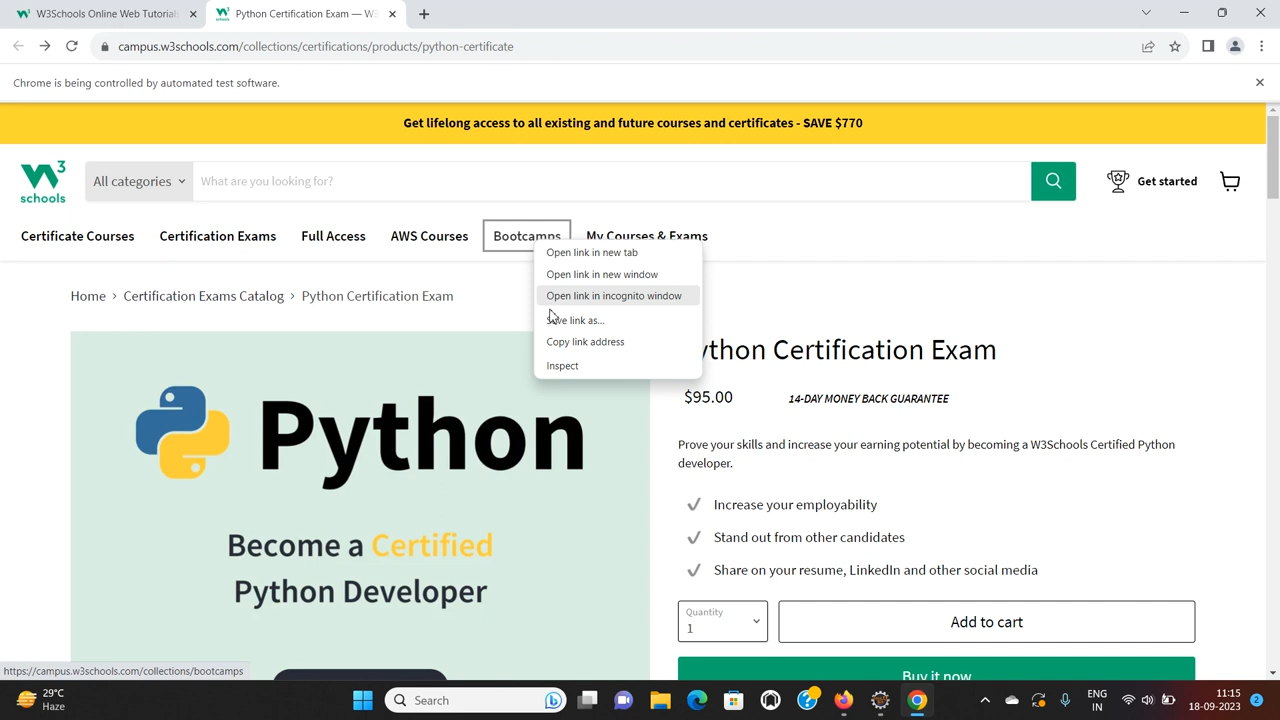 W3Schools Online Web Tutorial
Python Certification Exam — W3
campus.w3schools.com/collections/certifications/products/python-certificate
Chrome is being controlled by automated test software.
Get lifelong access to all existing and future courses and certificates - SAVE $770
W3 schools
All categories
What are you looking for?
Get started
Certificate Courses
Certification Exams
Full Access
AWS Courses
Bootcamps
My Courses & Exams
Open link in new tab
Open link in new window
Open link in incognito window
Save link as...
Copy link address
Inspect
Home > Certification Exams Catalog > Python Certification Exam
Python
Become a Certified
Python Developer
Python Certification Exam
$95.00
14-DAY MONEY BACK GUARANTEE
Prove your skills and increase your earning potential by becoming a W3Schools Certified Python
developer.
Increase your employability
Stand out from other candidates
Share on your resume, LinkedIn and other social media
Quantity
1
Add to cart
Buy it now
https://campus.w3schools.com/collections/bootcamps
29°C
Haze
Search
ENG
IN
11:15
18-09-2023
2